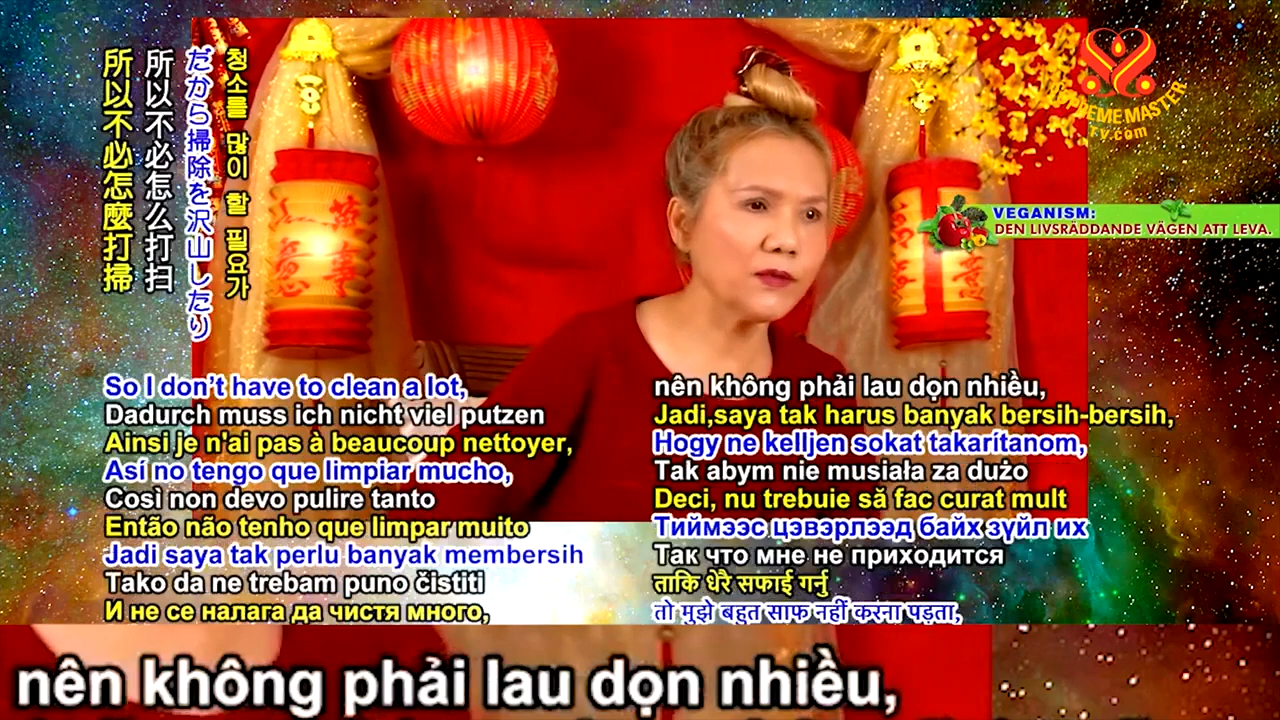 所以不必怎麼打掃
所以不必怎么打扫
だから掃除を沢山したり
청소를 많이 할 필요가
SUPREME MASTER
TV.com
VEGANISM:
DEN LIVSRÄDDANDE VÄGEN ATT LEVA.
So I don't have to clean a lot,
Dadurch muss ich nicht viel putzen
Ainsi je n'ai pas à beaucoup nettoyer,
Así no tengo que limpiar mucho,
Così non devo pulire tanto
Então não tenho que limpar muito
Jadi saya tak perlu banyak membersih
Tako da ne trebam puno čistiti
И не се налага да чистя много,
nên không phải lau dọn nhiều,
Jadi,saya tak harus banyak bersih-bersih,
Hogy ne kelljen sokat takarítanom,
Tak abym nie musiała za dużo
Deci, nu trebuie să fac curat mult
Тиймээс цэвэрлээд байх зүйл их
Так что мне не приходится
ताकि धेरै सफाई गर्नु
तो मुझे बहुत साफ नहीं करना पड़ता,
nên không phải lau dọn nhiều,